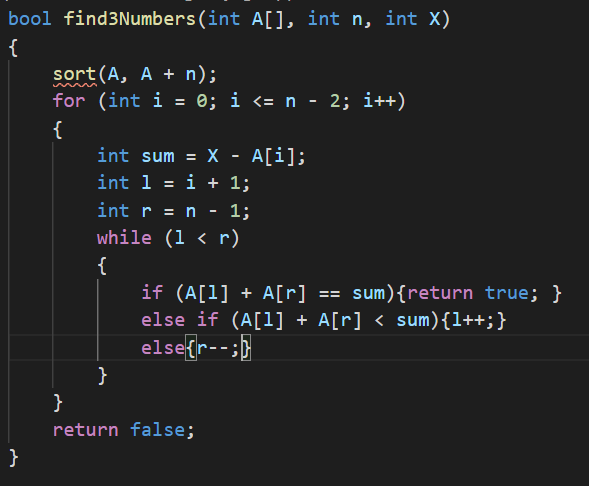 bool find3Numbers(int A[], int n, int X)
{
    sort(A, A + n);
    for (int i = 0; i <= n - 2; i++)
    {
        int sum = X - A[i];
        int l = i + 1;
        int r = n - 1;
        while (l < r)
        {
            if (A[l] + A[r] == sum){return true; }
            else if (A[l] + A[r] < sum){l++;}
            else{r--;}
        }
    }
    return false;
}